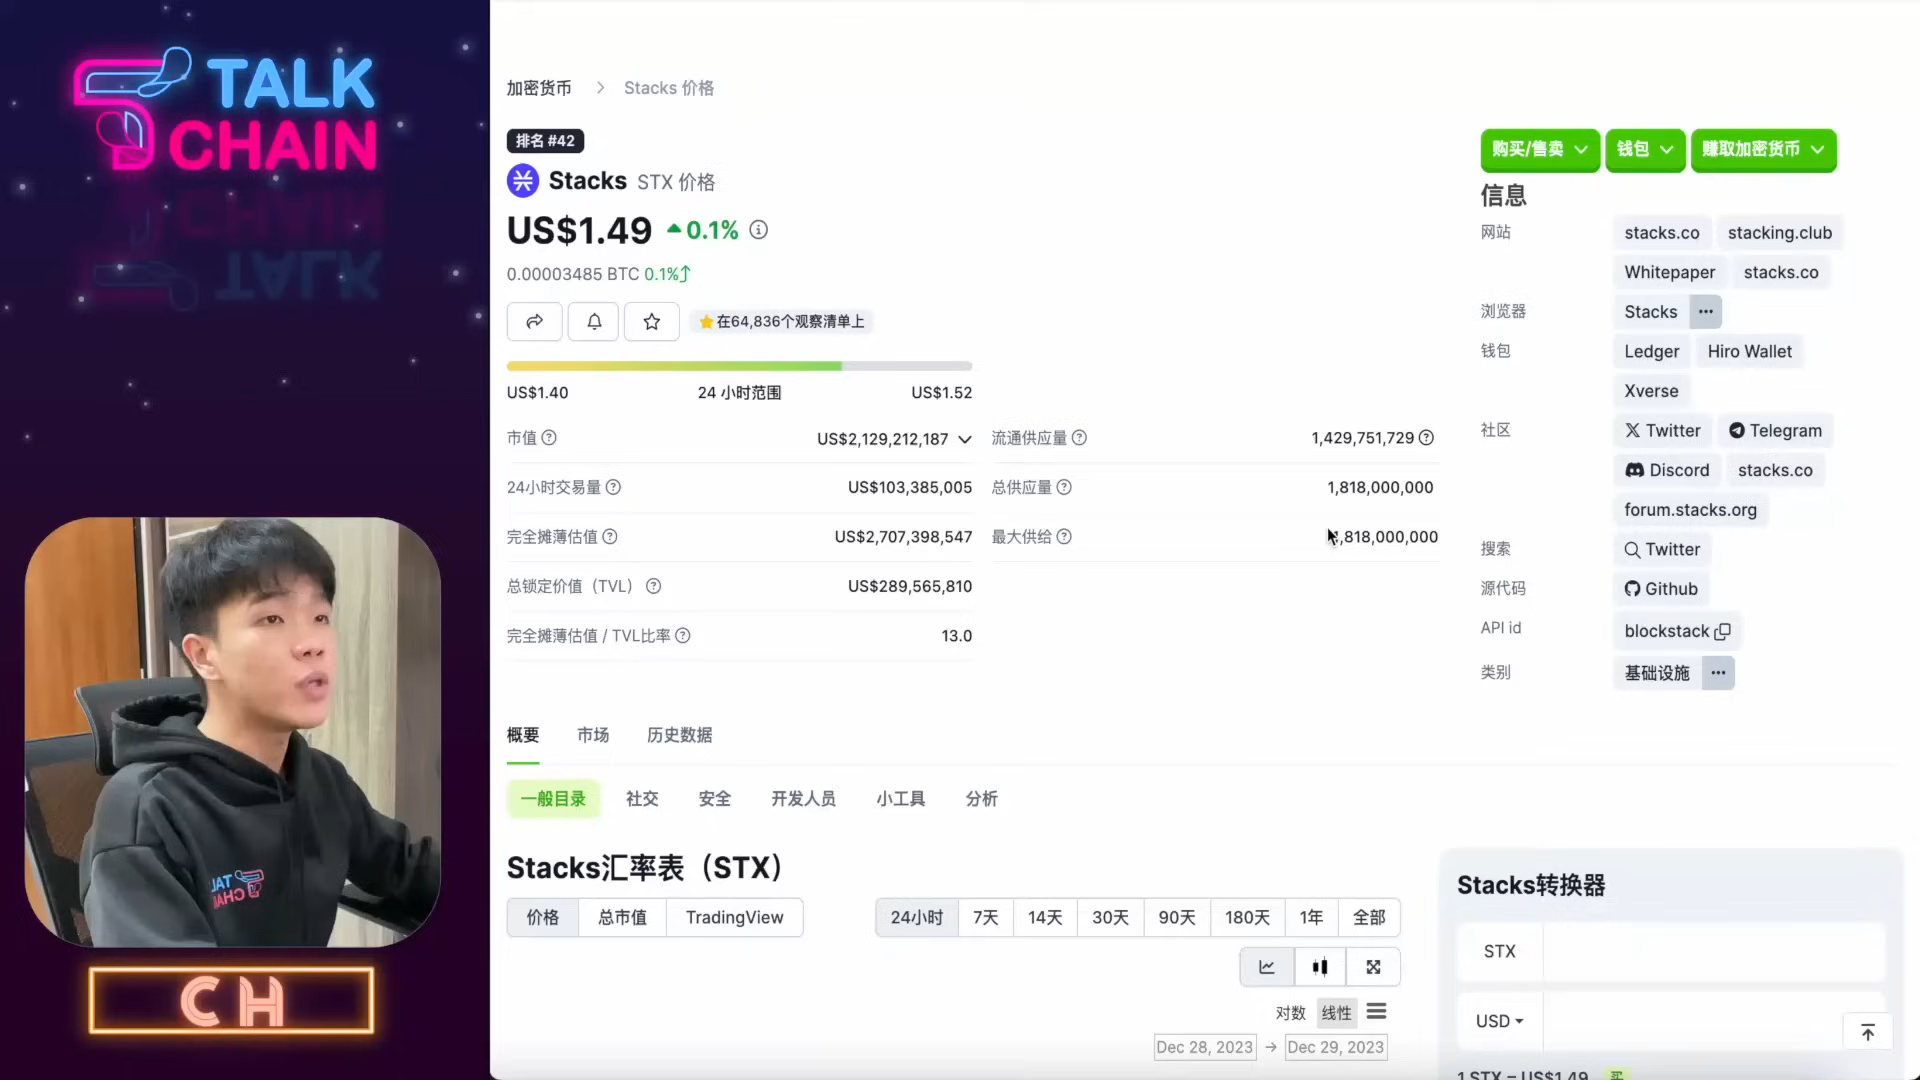 TALK
CHAIN
CH
加密货币 > Stacks 价格
排名 #42
Stacks STX 价格
US$1.49 0.1%
0.00003485 BTC 0.1%
在64,836个观察清单上
US$1.40 24 小时范围 US$1.52
市值 US$2,129,212,187
24小时交易量 US$103,385,005
完全摊薄估值 US$2,707,398,547
总锁定价值（TVL） US$289,565,810
完全摊薄估值 / TVL比率 13.0
流通供应量 1,429,751,729
总供应量 1,818,000,000
最大供给 ,818,000,000
购买/售卖 钱包 赚取加密货币
信息
网站 stacks.co stacking.club
Whitepaper stacks.co
浏览器 Stacks ...
钱包 Ledger Hiro Wallet
Xverse
社区 Twitter Telegram
Discord stacks.co
forum.stacks.org
搜索 Twitter
源代码 Github
API id blockstack
类别 基础设施 ...
概要 市场 历史数据
一般目录 社交 安全 开发人员 小工具 分析
Stacks汇率表（STX）
价格 总市值 TradingView
24小时 7天 14天 30天 90天 180天 1年 全部
对数 线性
Dec 28, 2023 → Dec 29, 2023
Stacks转换器
STX
USD
1 STX = US$1.49 买